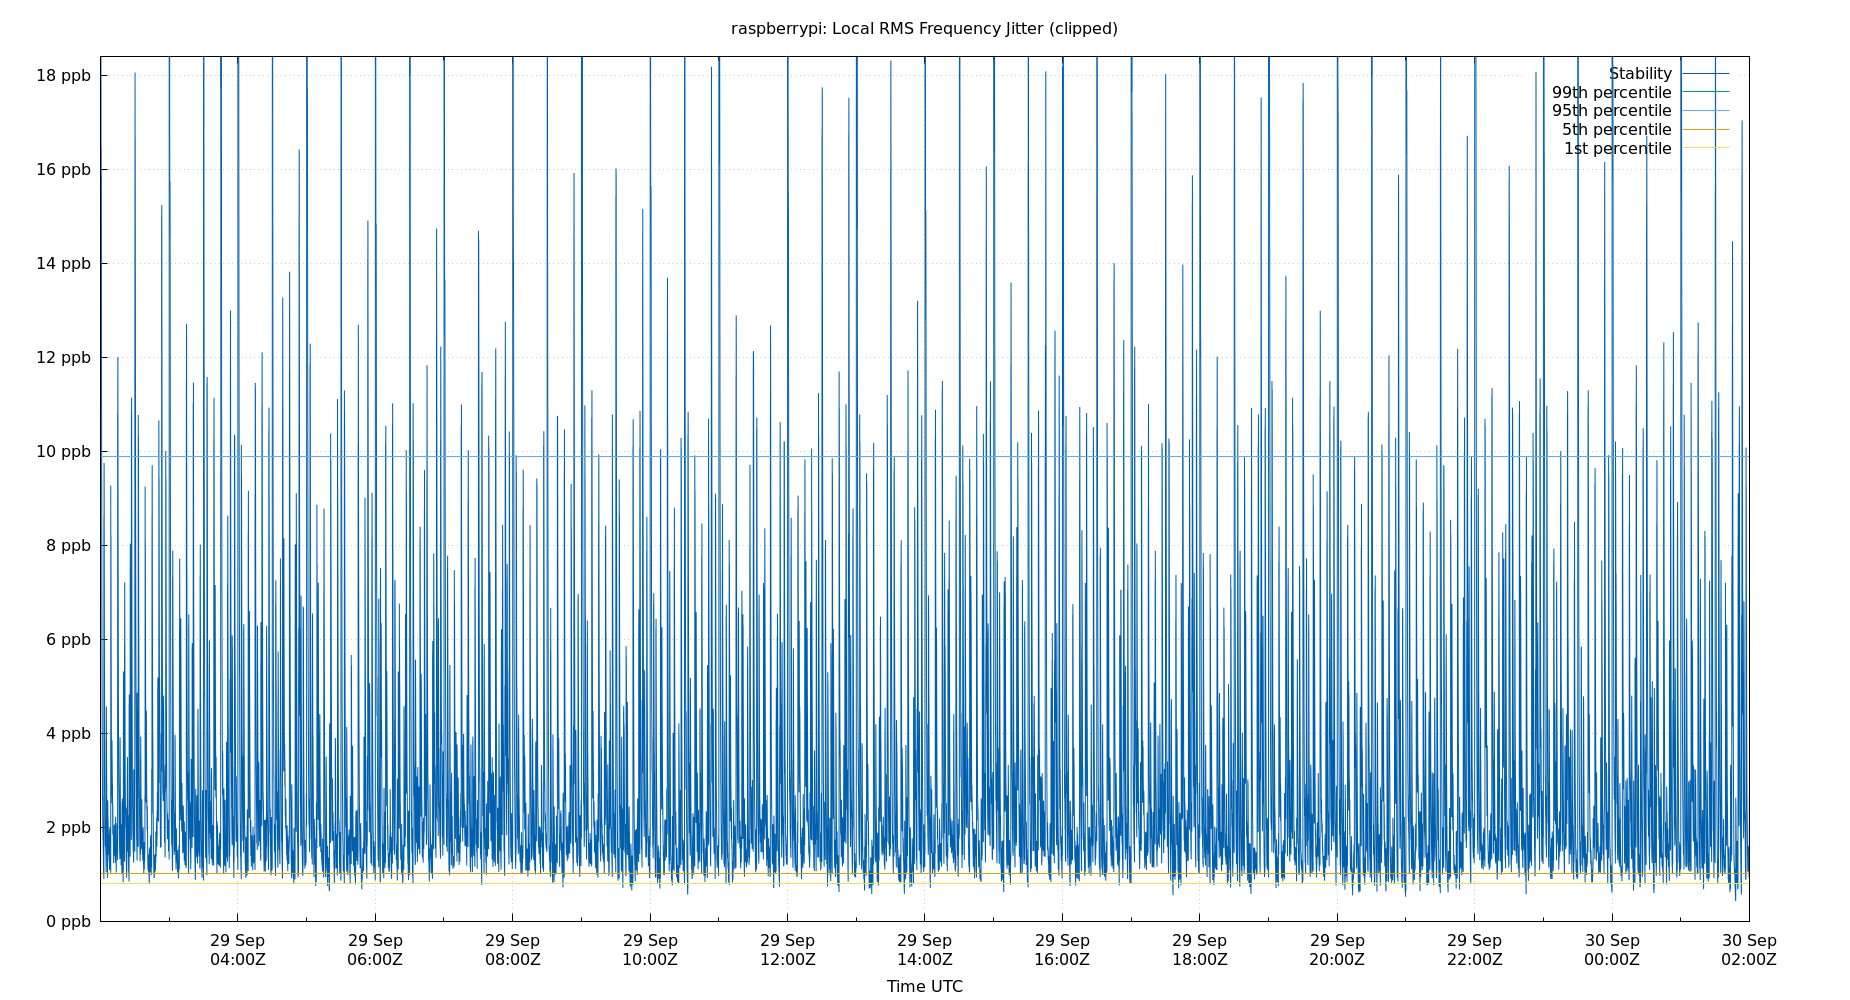 raspberrypi: Local RMS Frequency Jitter (clipped)
18 ppb
16 ppb
14 ppb
12 ppb
10 ppb
8 ppb
6 ppb
4 ppb
2 ppb
0 ppb
Stability
99th percentile
95th percentile
5th percentile
1st percentile
29 Sep 29 Sep 29 Sep 29 Sep 29 Sep 29 Sep 29 Sep 29 Sep 29 Sep 29 Sep 30 Sep 30 Sep
04:00Z 06:00Z 08:00Z 10:00Z 12:00Z 14:00Z 16:00Z 18:00Z 20:00Z 22:00Z 00:00Z 02:00Z
Time UTC